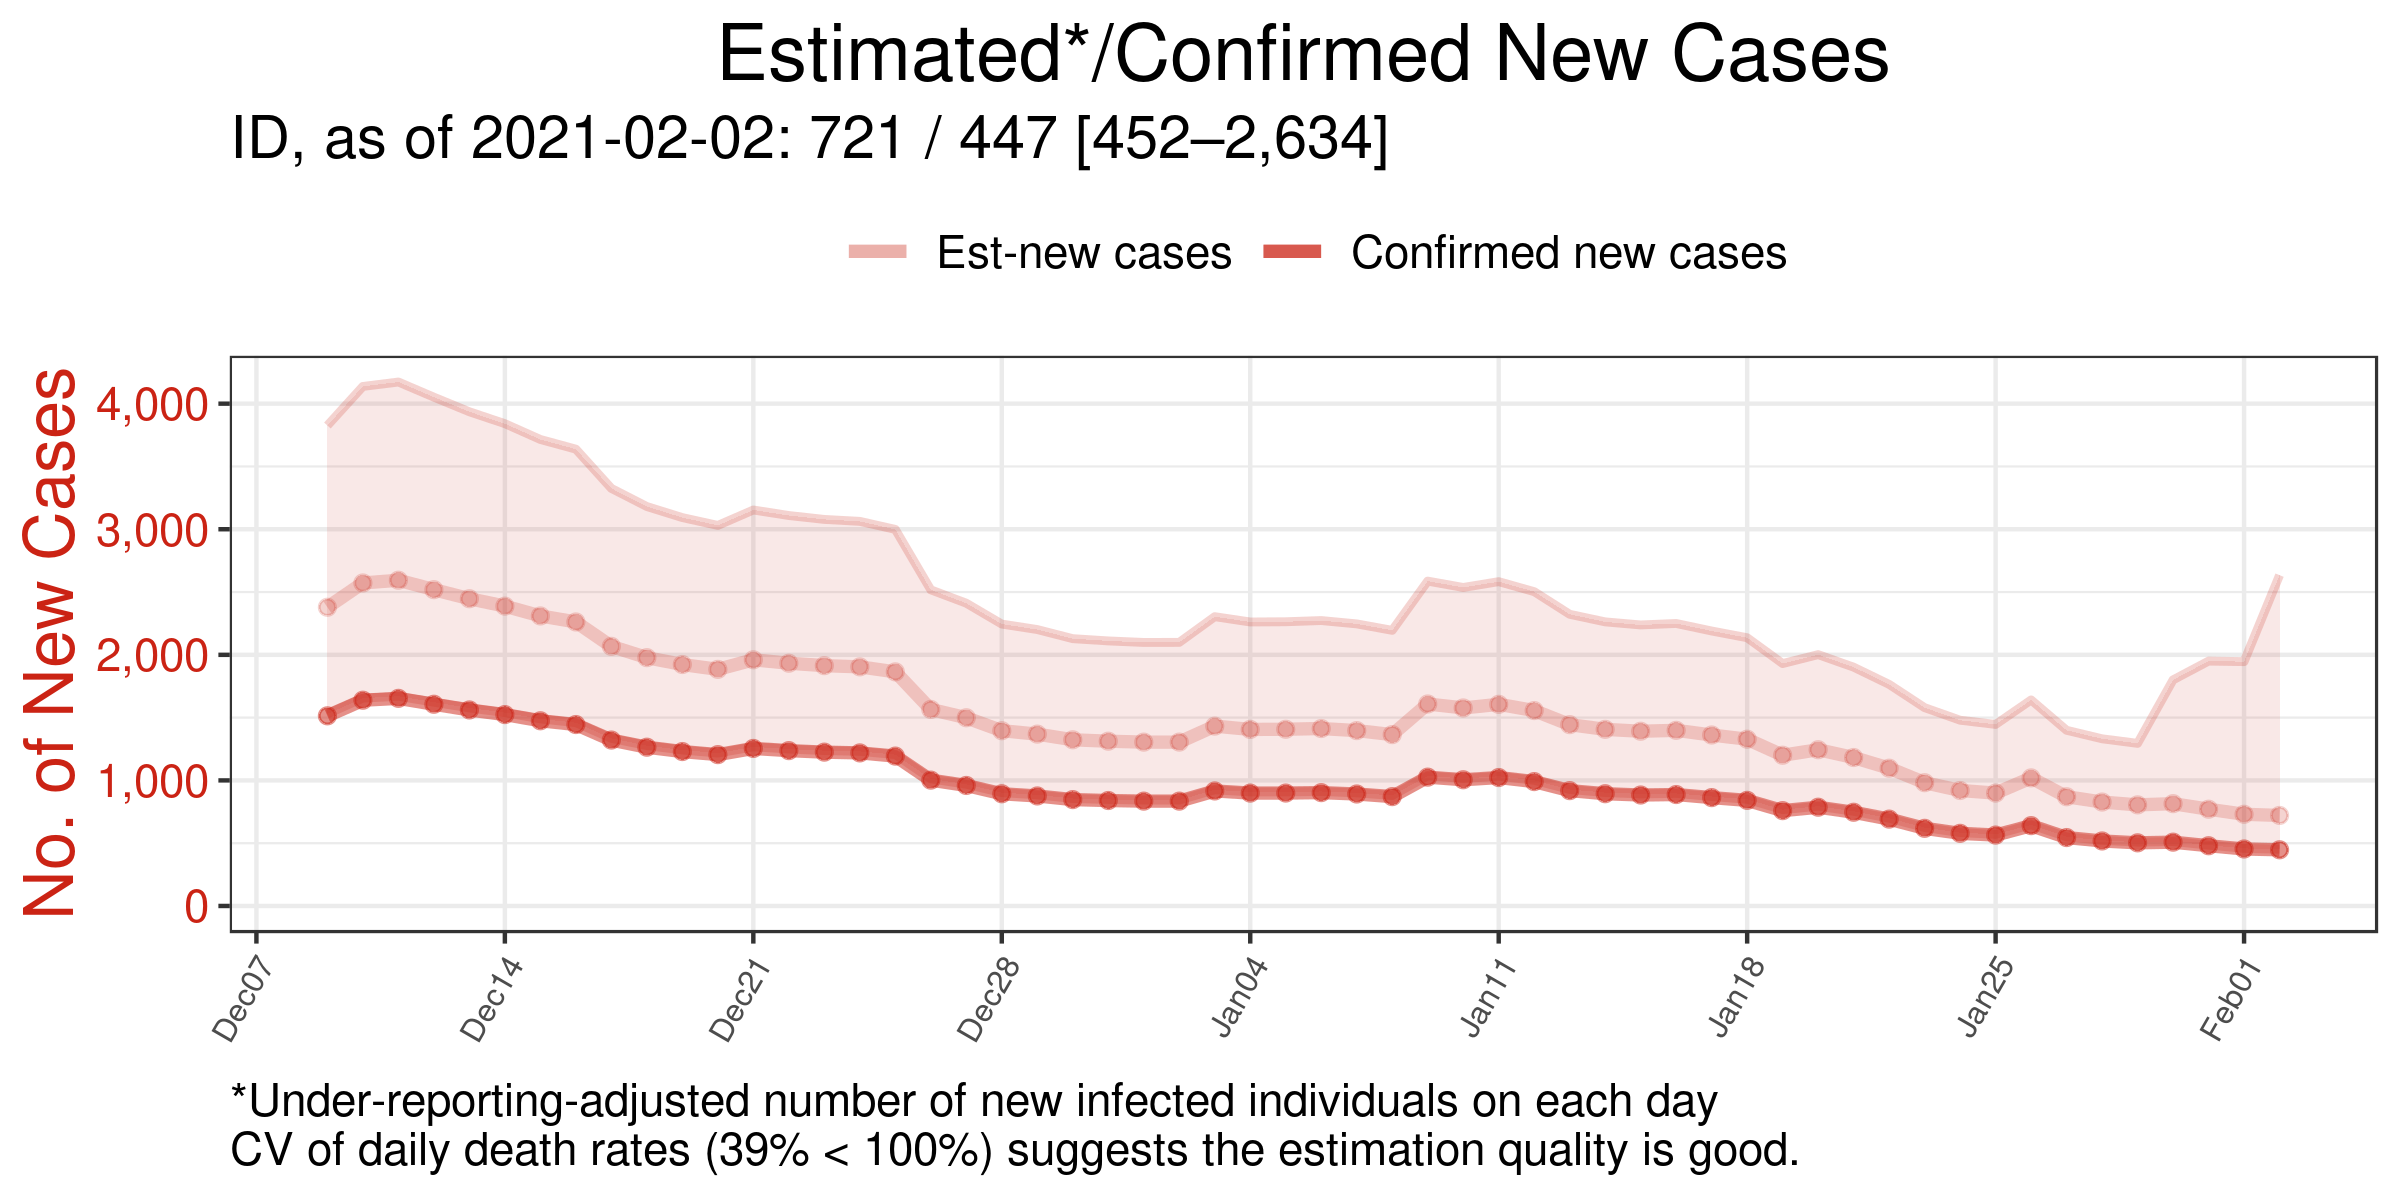 Estimated*/Confirmed New Cases
ID, as of 2021-02-02: 721 / 447 [452–2,634]
Est-new cases Confirmed new cases
No. of New Cases
4,000
3,000
2,000
1,000
0
Dec07 Dec14 Dec21 Dec28 Jan04 Jan11 Jan18 Jan25 Feb01
*Under-reporting-adjusted number of new infected individuals on each day
CV of daily death rates (39% < 100%) suggests the estimation quality is good.